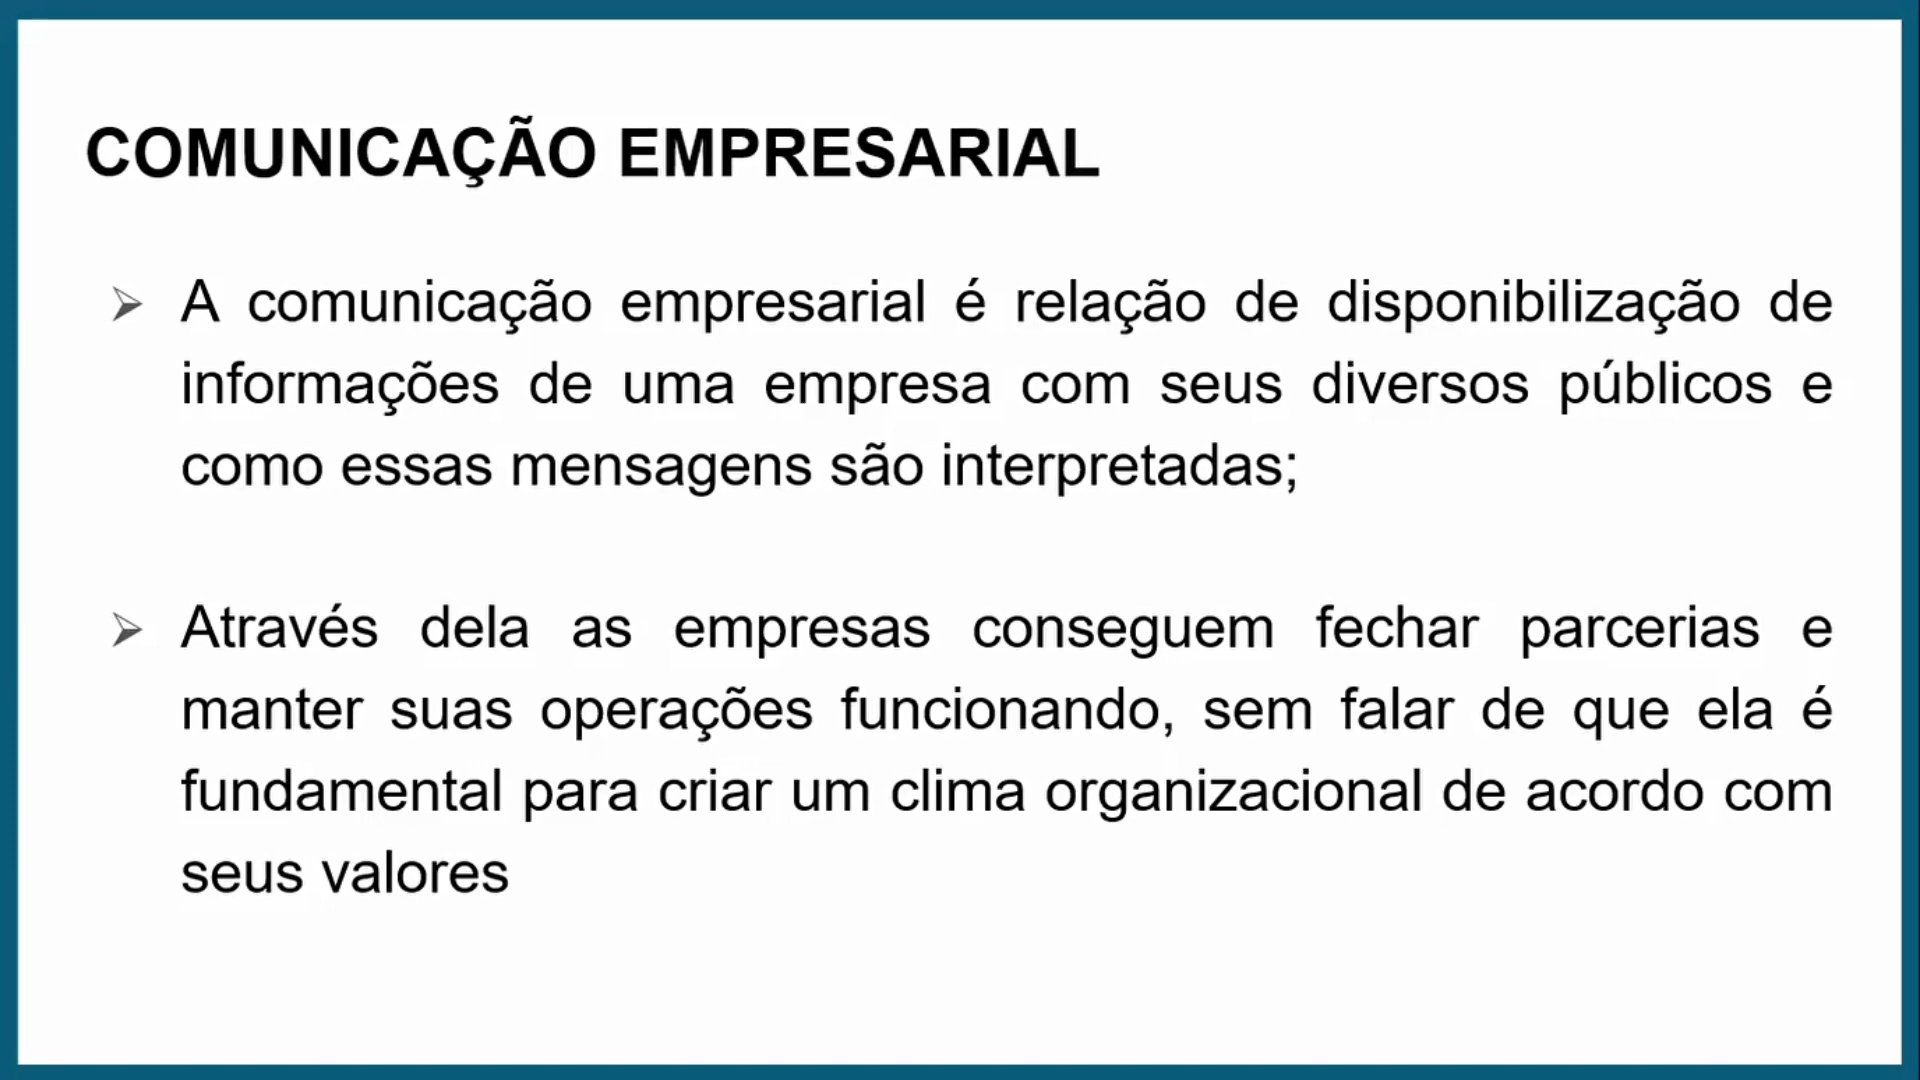 COMUNICAÇÃO EMPRESARIAL
➢ A comunicação empresarial é relação de disponibilização de
informações de uma empresa com seus diversos públicos e
como essas mensagens são interpretadas;
➢ Através dela as empresas conseguem fechar parcerias e
manter suas operações funcionando, sem falar de que ela é
fundamental para criar um clima organizacional de acordo com
seus valores